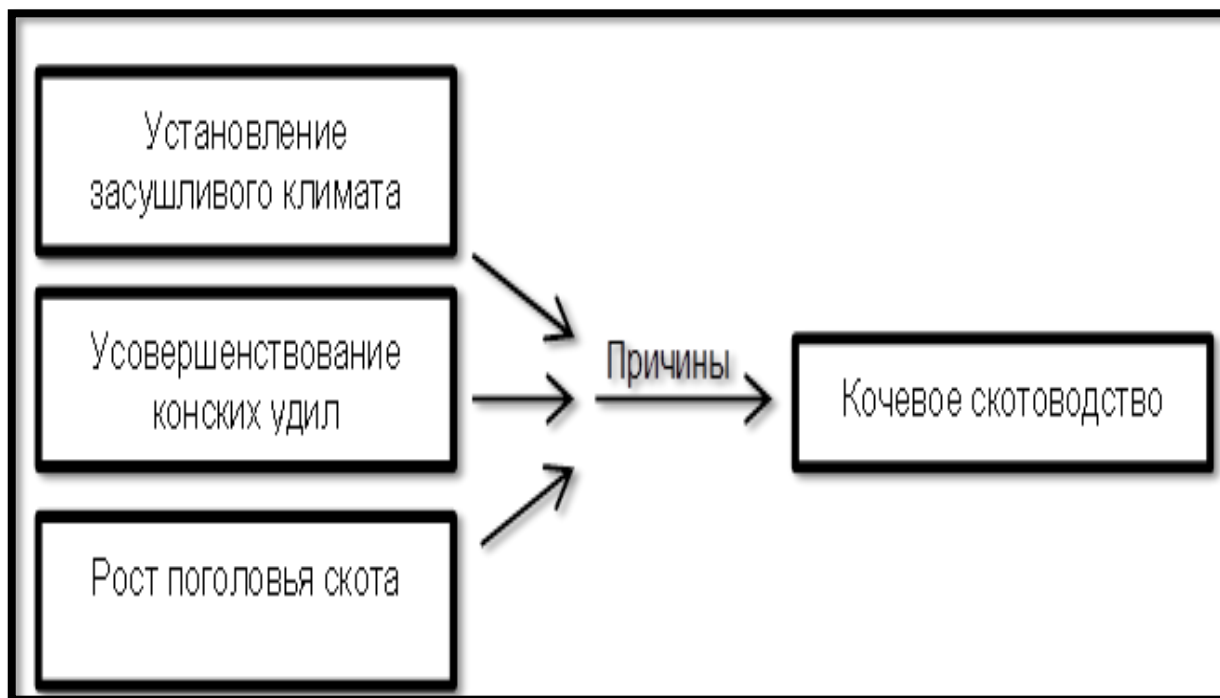 Установление
засушливого климата
Усовершенствование
конских удил
Рост поголовья скота
Причины
Кочевое скотоводство